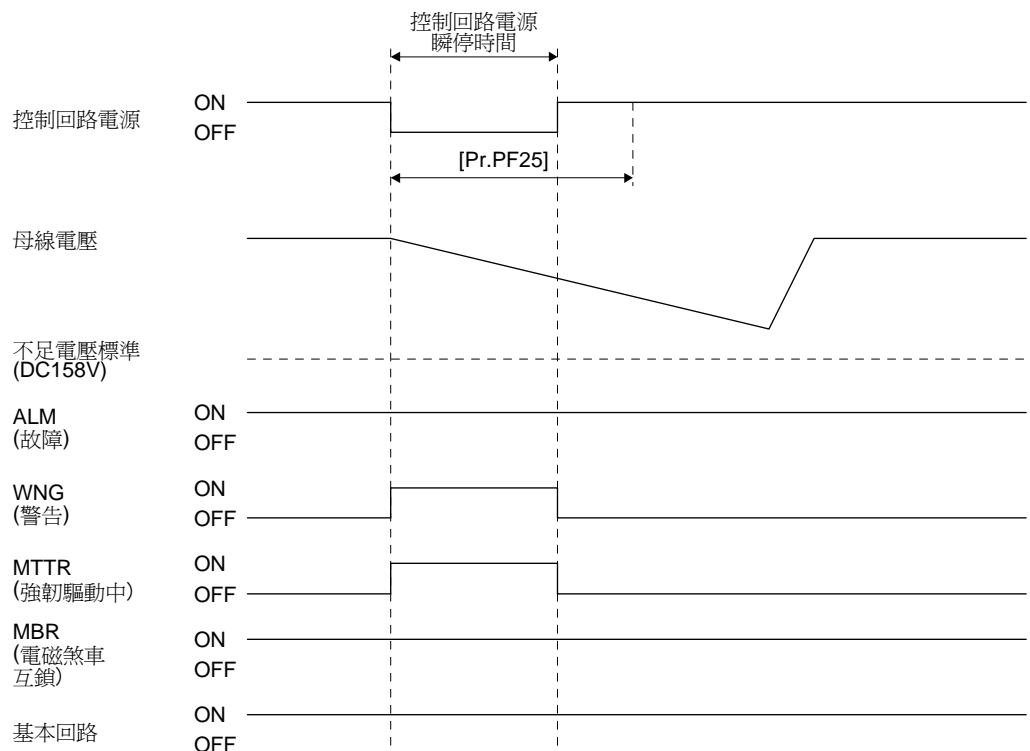 控制回路電源
瞬停時間
控制回路電源
ON
OFF
[Pr.PF25]
母線電壓
不足電壓標準
(DC158V)
ALM
(故障)
ON
OFF
WNG
(警告)
ON
OFF
MTTR
(強韌驅動中)
ON
OFF
MBR
(電磁煞車
互鎖)
ON
OFF
基本回路
ON
OFF